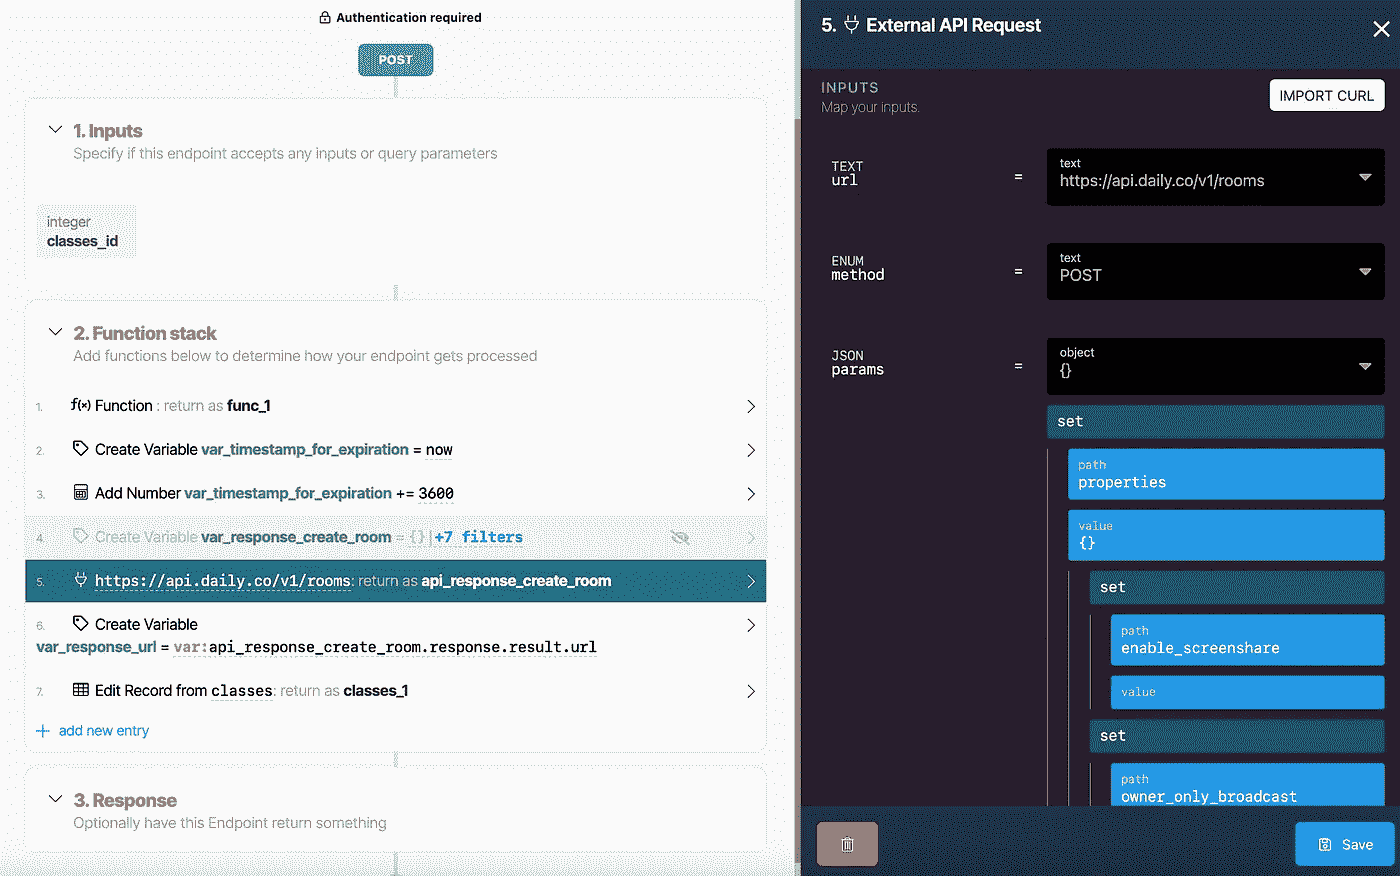 Authentication required
POST
1. Inputs
Specify if this endpoint accepts any inputs or query parameters
integer
classes_id
2. Function stack
Add functions below to determine how your endpoint gets processed
1. f(x) Function : return as func_1
2. Create Variable var_timestamp_for_expiration = now
3. Add Number var_timestamp_for_expiration += 3600
4. Create Variable var_response_create_room = {}|+7 filters
5. https://api.daily.co/v1/rooms: return as api_response_create_room
6. Create Variable
var_response_url = var:api_response_create_room.response.result.url
7. Edit Record from classes: return as classes_1
+ add new entry
3. Response
Optionally have this Endpoint return something
5. External API Request
INPUTS
Map your inputs.
IMPORT CURL
TEXT
url
=
text
https://api.daily.co/v1/rooms
ENUM
method
=
text
POST
JSON
params
=
object
{}
set
path
properties
value
{}
set
path
enable_screenshare
value
set
path
owner_only_broadcast
Save